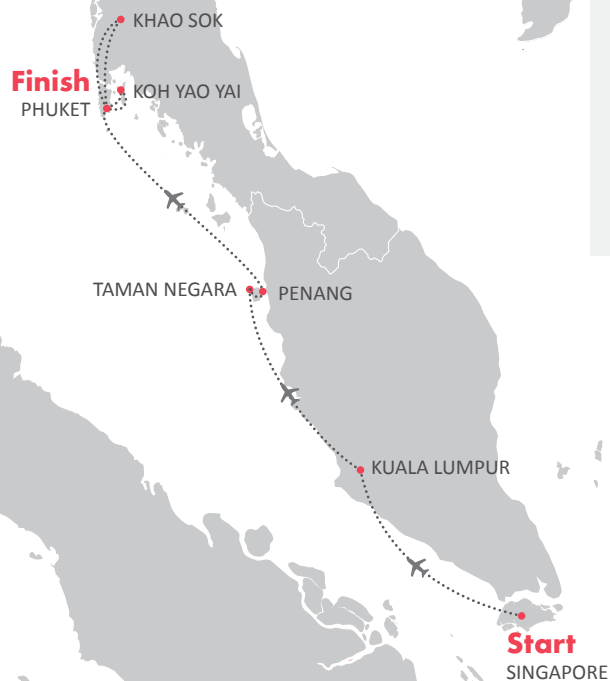 KHAO SOK
Finish
KOH YAO YAI
PHUKET
TAMAN NEGARA
PENANG
KUALA LUMPUR
Start
SINGAPORE